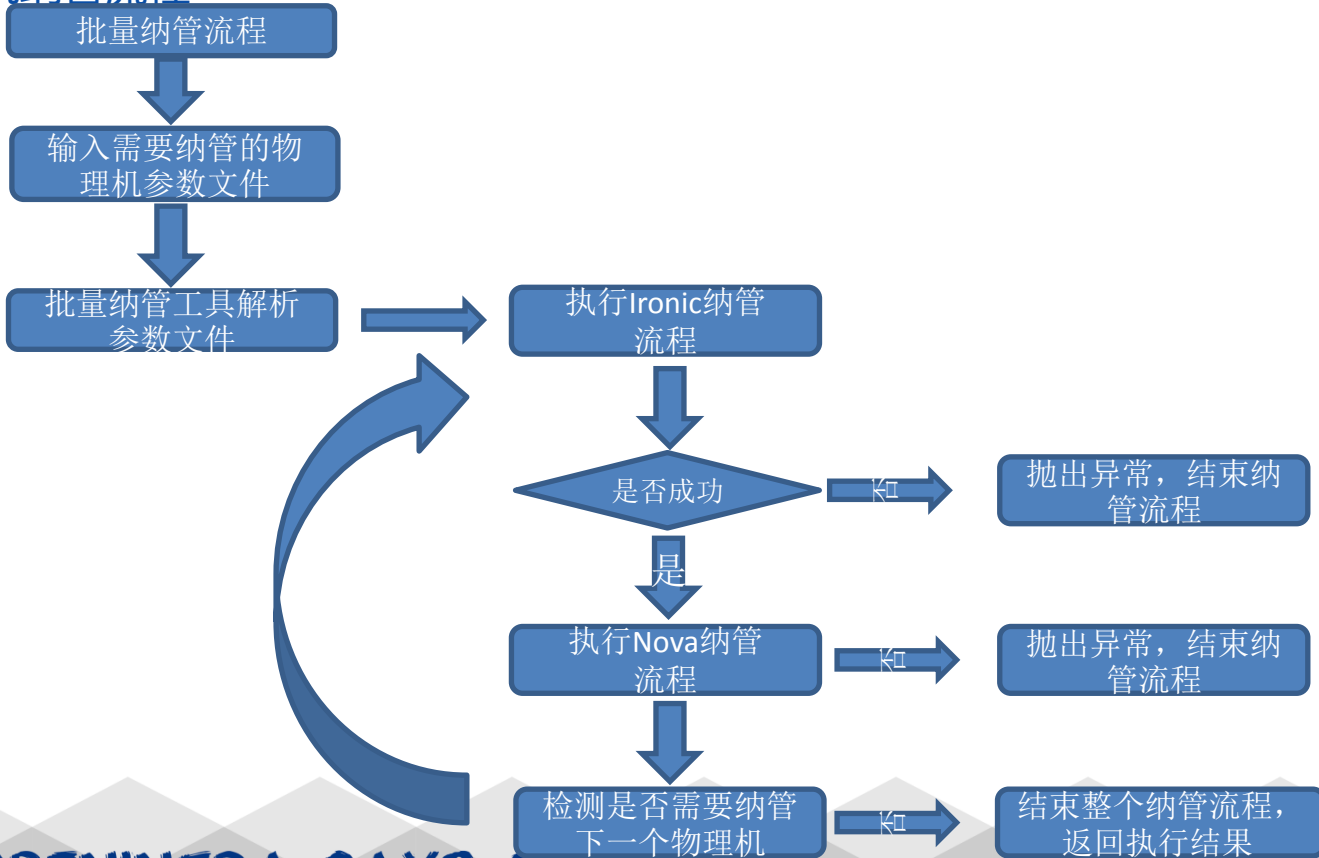 批量纳管流程
输入需要纳管的物
理机参数文件
批量纳管工具解析
参数文件
执行Ironic纳管
流程
是否成功
否
抛出异常，结束纳
管流程
是
执行Nova纳管
流程
否
抛出异常，结束纳
管流程
检测是否需要纳管
下一个物理机
否
结束整个纳管流程，
返回执行结果